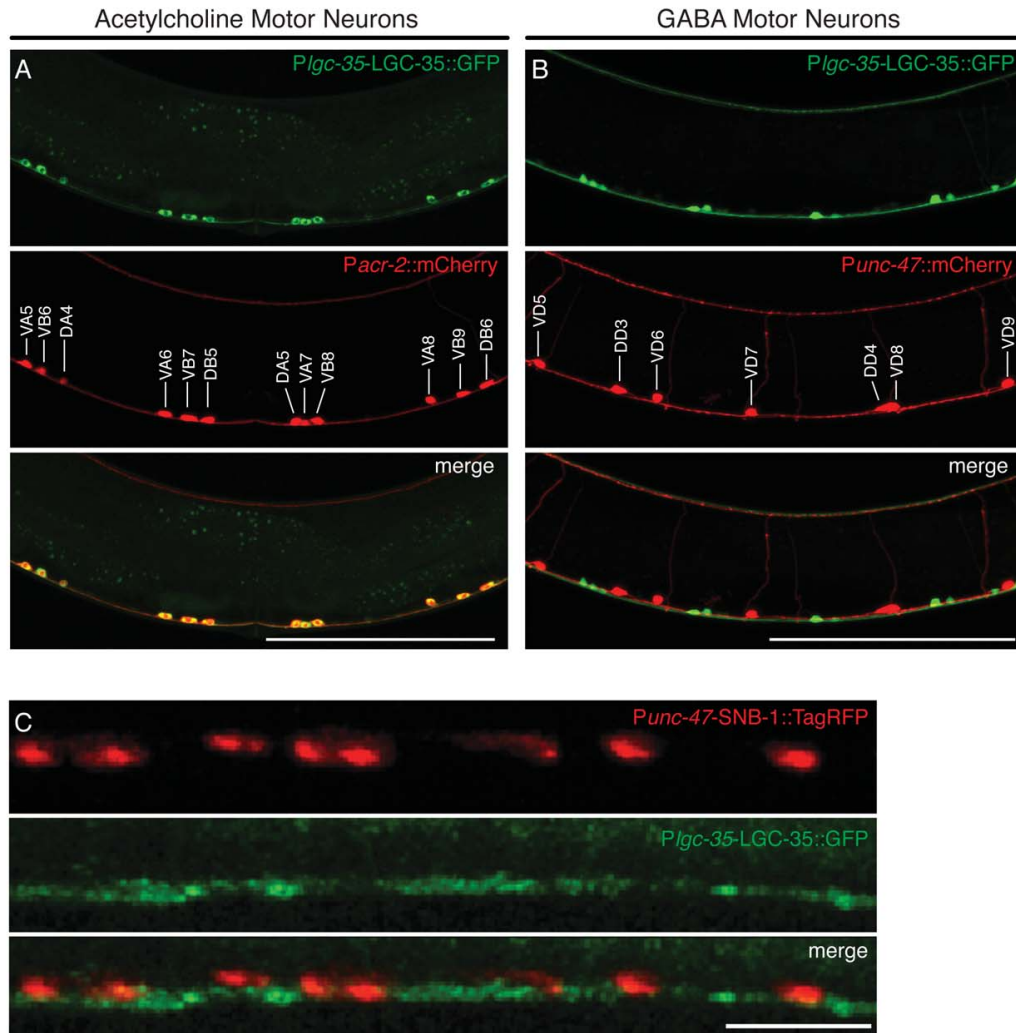 Acetylcholine Motor Neurons
GABA Motor Neurons
A
Plgc-35-LGC-35::GFP
Pacr-2::mCherry
VA5
VB6
DA4
VA6
VB7
DB5
DA5
VA7
VB8
VA8
VB9
DB6
merge
B
Plgc-35-LGC-35::GFP
Punc-47::mCherry
VD5
DD3
VD6
VD7
DD4
VD8
VD9
merge
C
Punc-47-SNB-1::TagRFP
Plgc-35-LGC-35::GFP
merge